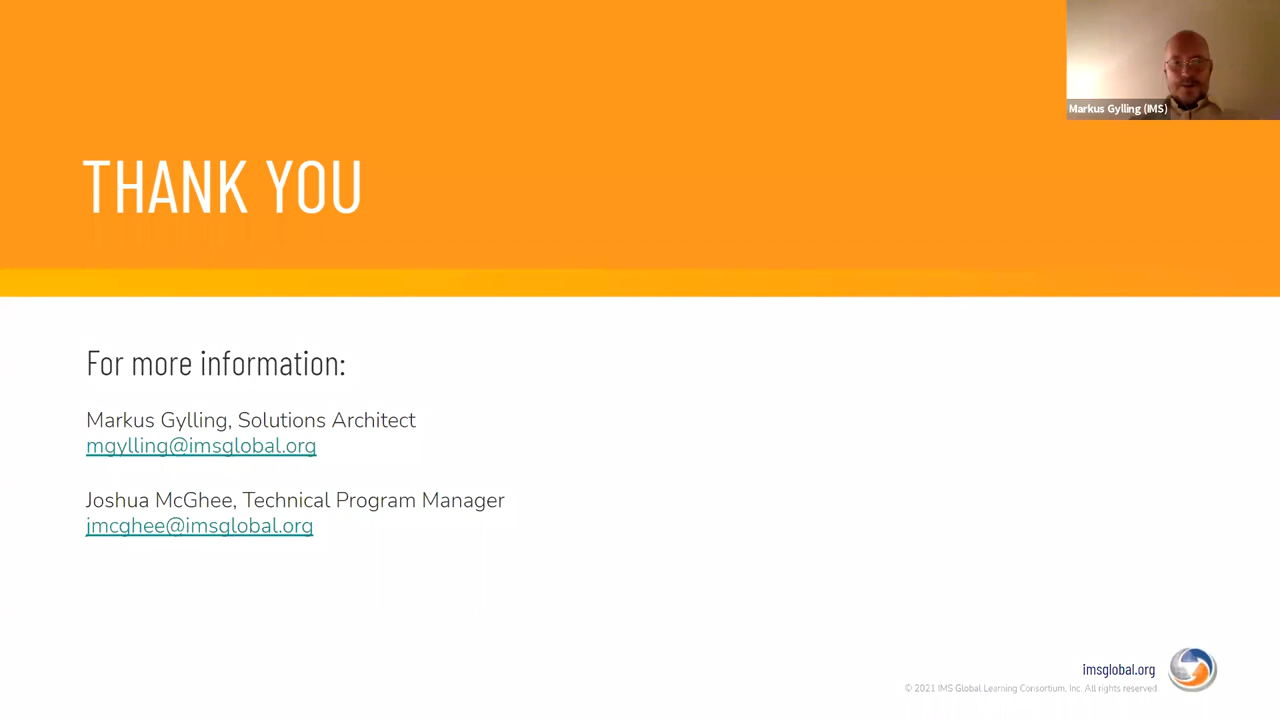 Markus Gylling (IMS)
THANK YOU
For more information:
Markus Gylling, Solutions Architect
mgylling@imsglobal.org
Joshua McGhee, Technical Program Manager
jmcghee@imsglobal.org
imsglobal.org
© 2021 IMS Global Learning Consortium, Inc. All rights reserved.